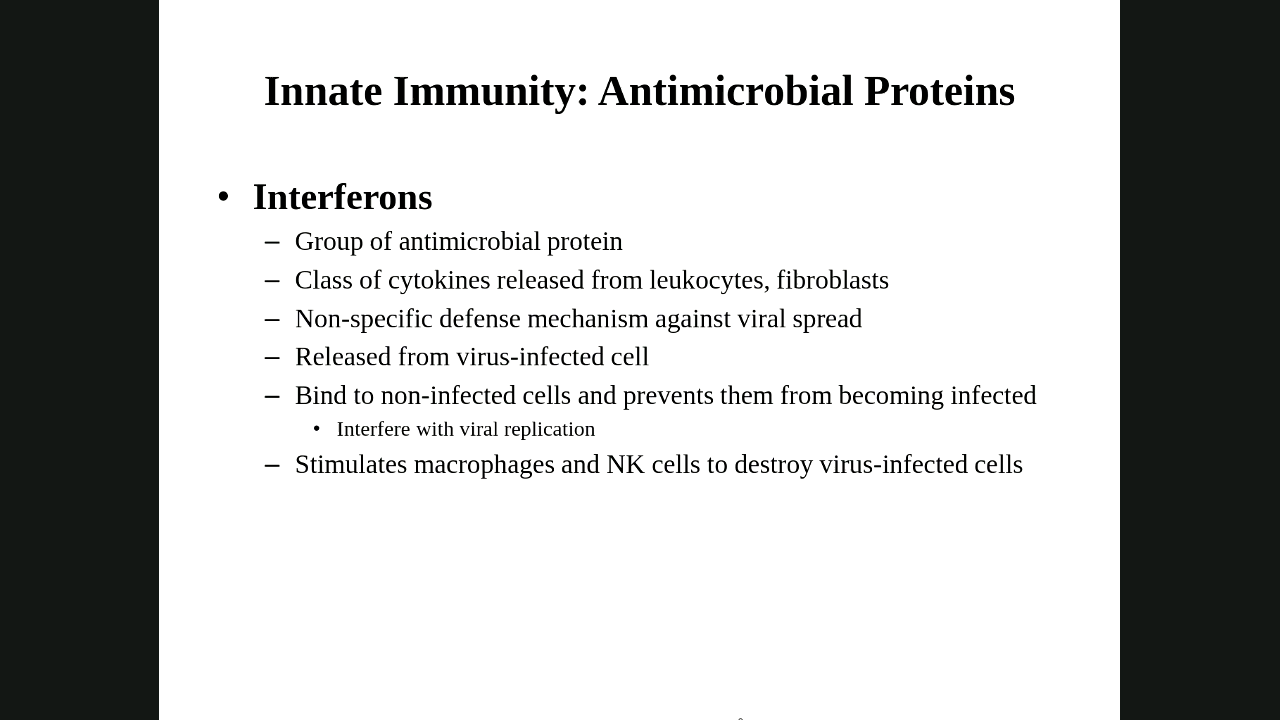 Innate Immunity: Antimicrobial Proteins
• Interferons
– Group of antimicrobial protein
– Class of cytokines released from leukocytes, fibroblasts
– Non-specific defense mechanism against viral spread
– Released from virus-infected cell
– Bind to non-infected cells and prevents them from becoming infected
• Interfere with viral replication
– Stimulates macrophages and NK cells to destroy virus-infected cells